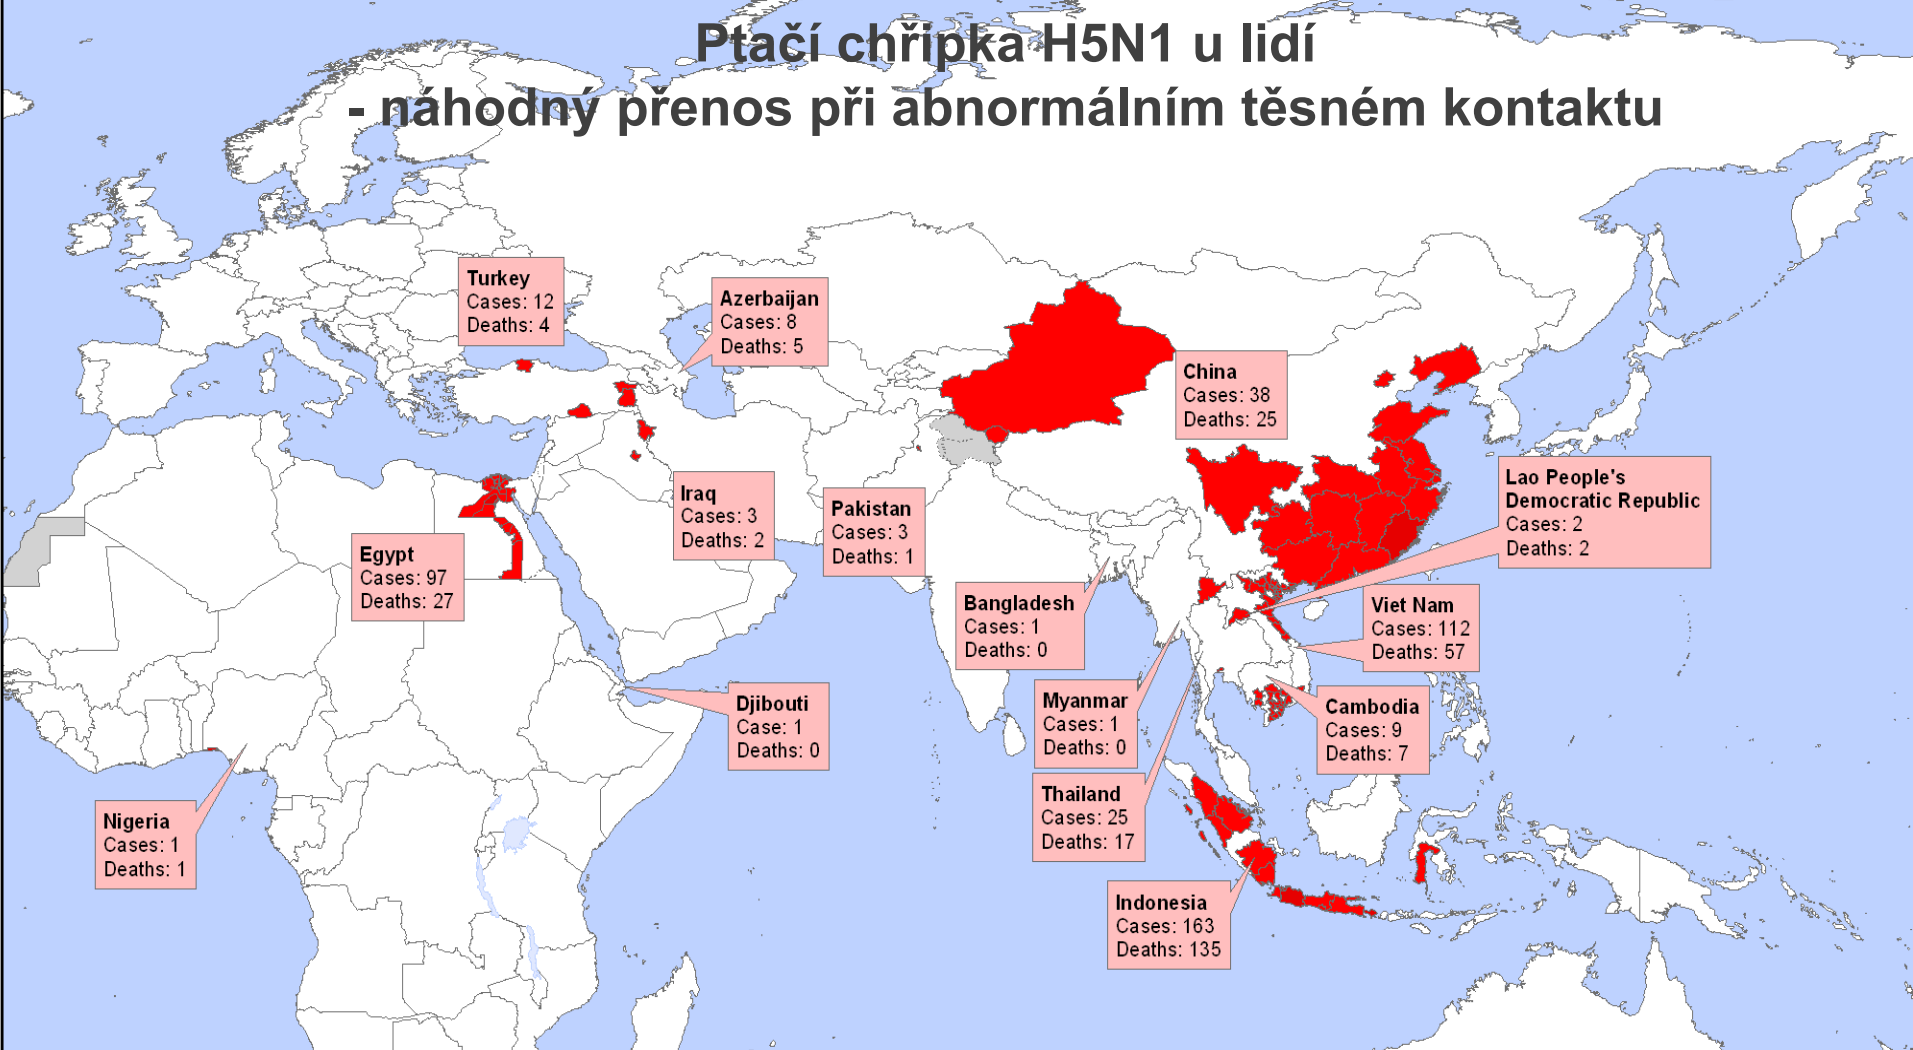 Ptačí chřipka H5N1 u lidí
- náhodný přenos při abnormálním těsném kontaktu
Turkey
Cases: 12
Deaths: 4
Azerbaijan
Cases: 8
Deaths: 5
China
Cases: 38
Deaths: 25
Lao People's
Democratic Republic
Cases: 2
Deaths: 2
Iraq
Cases: 3
Deaths: 2
Pakistan
Cases: 3
Deaths: 1
Egypt
Cases: 97
Deaths: 27
Bangladesh
Cases: 1
Deaths: 0
Viet Nam
Cases: 112
Deaths: 57
Djibouti
Case: 1
Deaths: 0
Myanmar
Cases: 1
Deaths: 0
Cambodia
Cases: 9
Deaths: 7
Thailand
Cases: 25
Deaths: 17
Nigeria
Cases: 1
Deaths: 1
Indonesia
Cases: 163
Deaths: 135